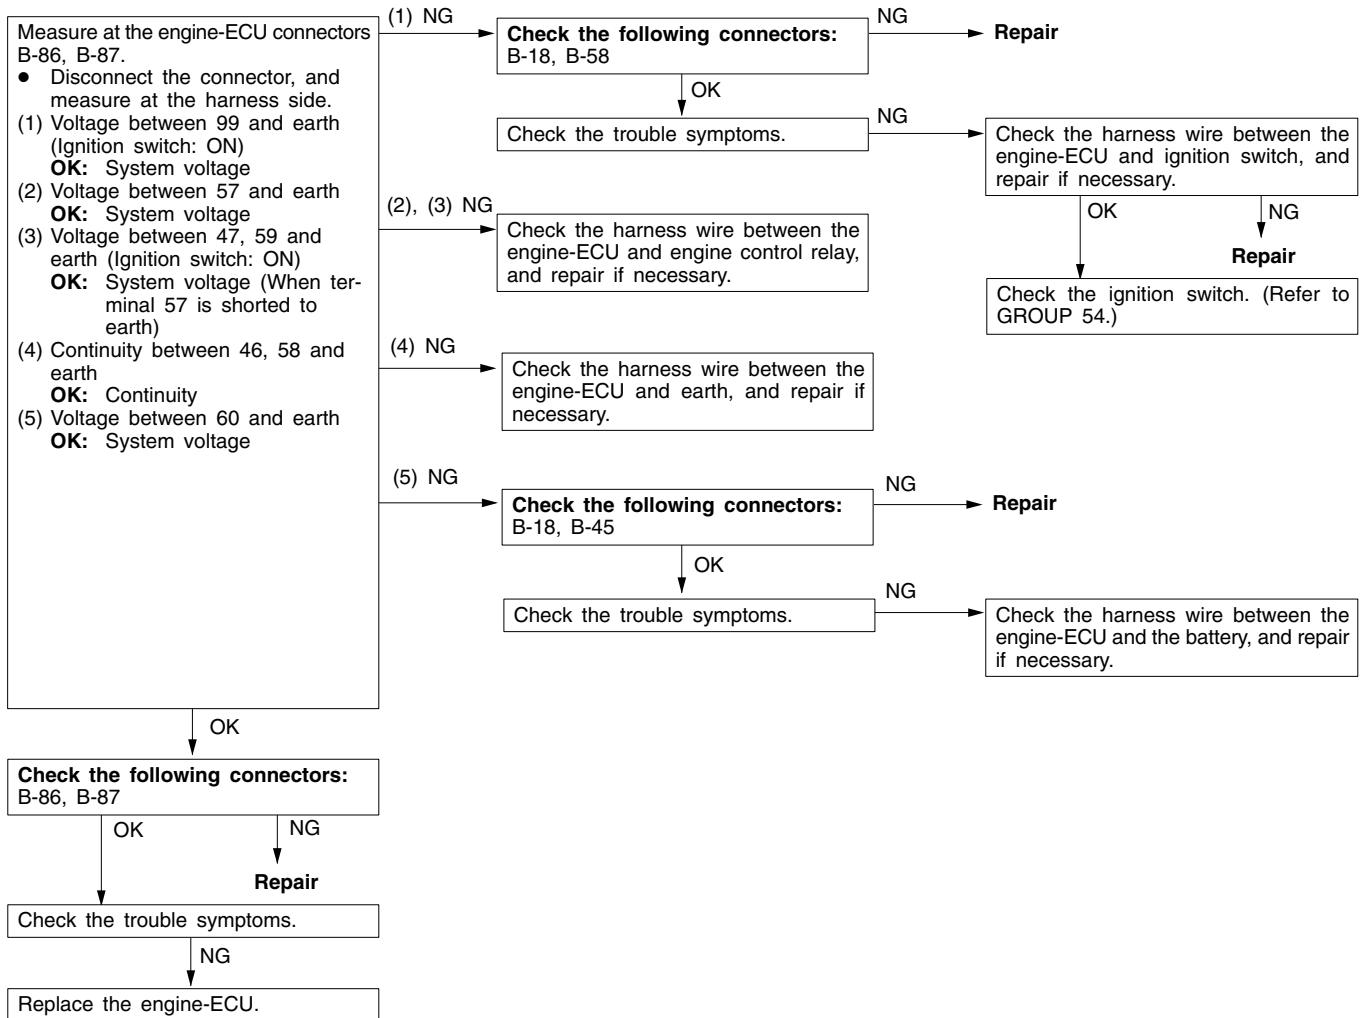 Measure at the engine-ECU connectors
B-86, B-87.
● Disconnect the connector, and
measure at the harness side.
(1) Voltage between 99 and earth
(Ignition switch: ON)
OK: System voltage
(2) Voltage between 57 and earth
OK: System voltage
(3) Voltage between 47, 59 and
earth (Ignition switch: ON)
OK: System voltage (When ter-
minal 57 is shorted to
earth)
(4) Continuity between 46, 58 and
earth
OK: Continuity
(5) Voltage between 60 and earth
OK: System voltage
(1) NG
Check the following connectors:
B-18, B-58
NG
Repair
OK
Check the trouble symptoms.
NG
Check the harness wire between the
engine-ECU and ignition switch, and
repair if necessary.
OK
NG
Repair
Check the ignition switch. (Refer to
GROUP 54.)
(2), (3) NG
Check the harness wire between the
engine-ECU and engine control relay,
and repair if necessary.
(4) NG
Check the harness wire between the
engine-ECU and earth, and repair if
necessary.
(5) NG
Check the following connectors:
B-18, B-45
NG
Repair
OK
Check the trouble symptoms.
NG
Check the harness wire between the
engine-ECU and the battery, and repair
if necessary.
OK
Check the following connectors:
B-86, B-87
OK
NG
Repair
Check the trouble symptoms.
NG
Replace the engine-ECU.